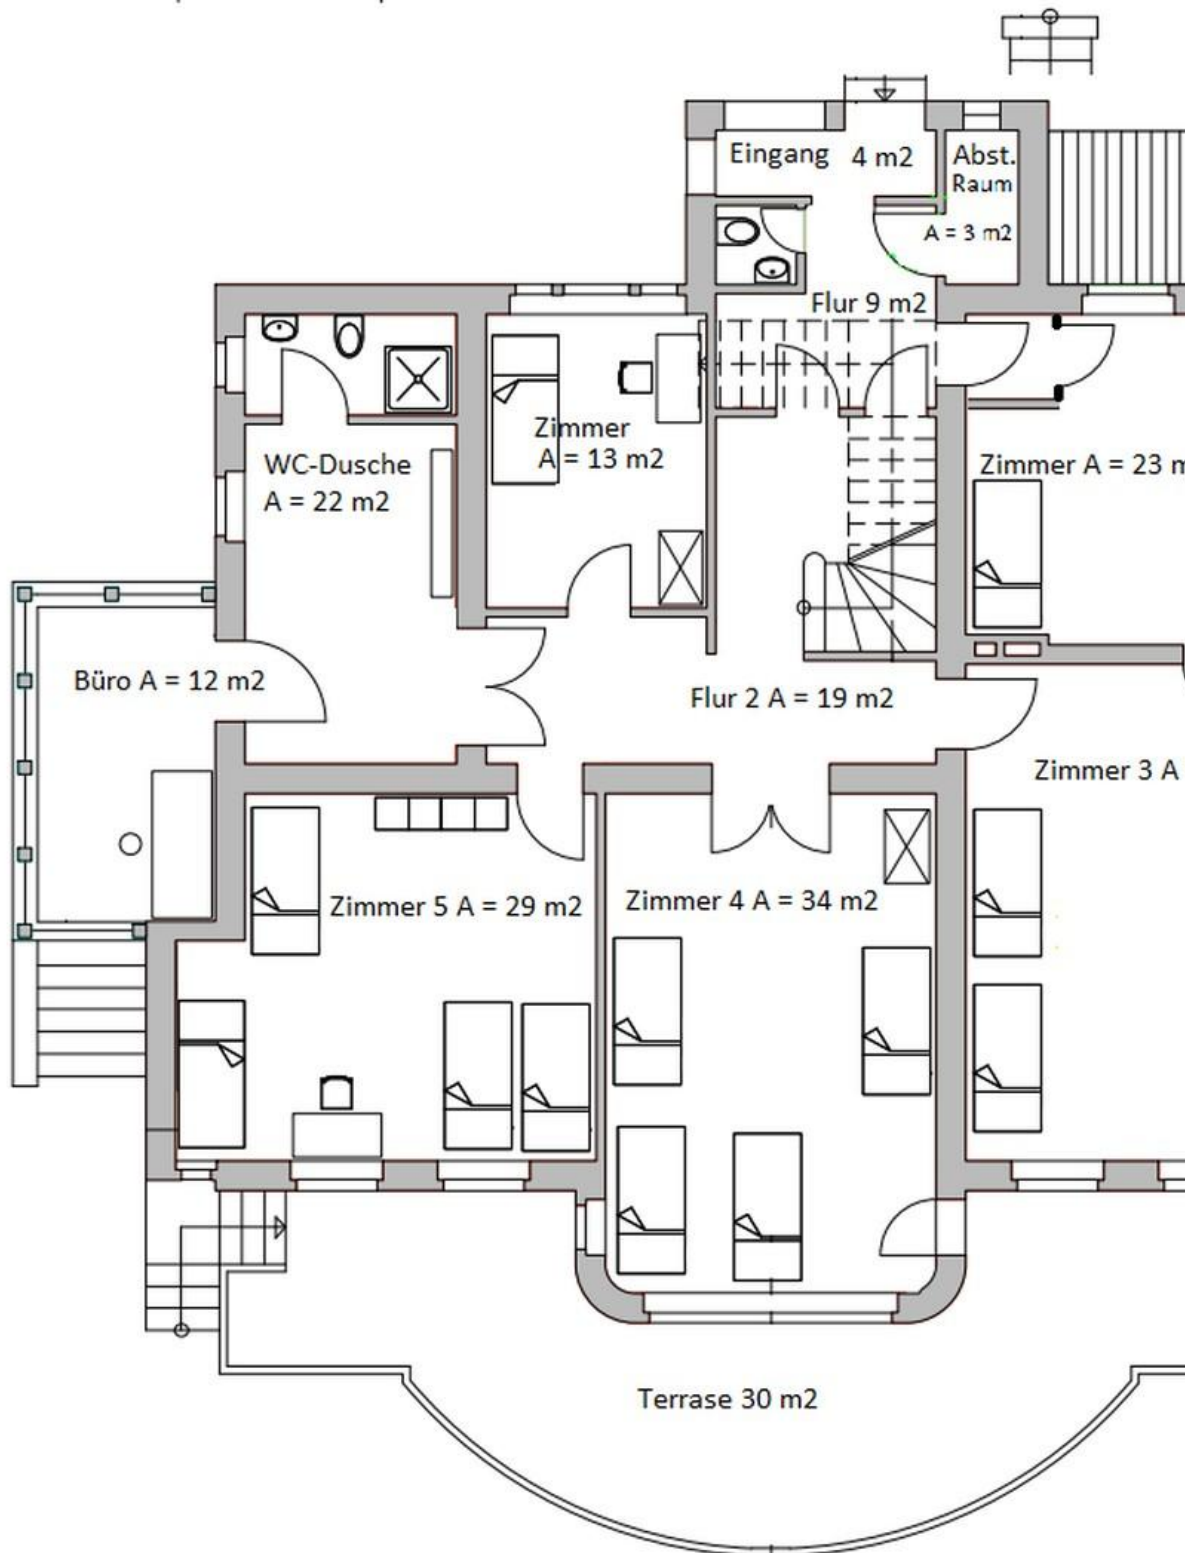 Eingang 4 m2
Abst.
Raum
A = 3 m2
Flur 9 m2
Zimmer
A = 13 m2
WC-Dusche
A = 22 m2
Zimmer A = 23 m
Büro A = 12 m2
Flur 2 A = 19 m2
Zimmer 3 A
Zimmer 5 A = 29 m2
Zimmer 4 A = 34 m2
Terrase 30 m2